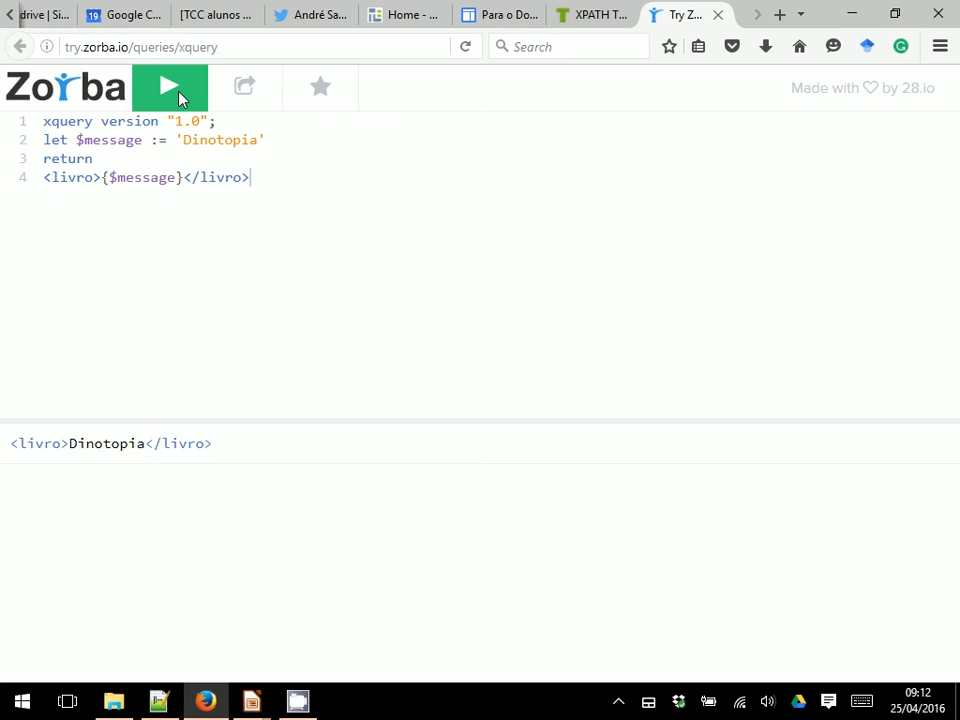 drive | Si...
19 Google C...
[TCC alunos ...
André Sa...
Home - ...
Para o Do...
XPATH T...
Try Z...
try.zorba.io/queries/xquery
Search
Zorba
Made with by 28.io
1 xquery version "1.0";
2 let $message := 'Dinotopia'
3 return
4 <livro>{$message}</livro>
<livro>Dinotopia</livro>
09:12
25/04/2016